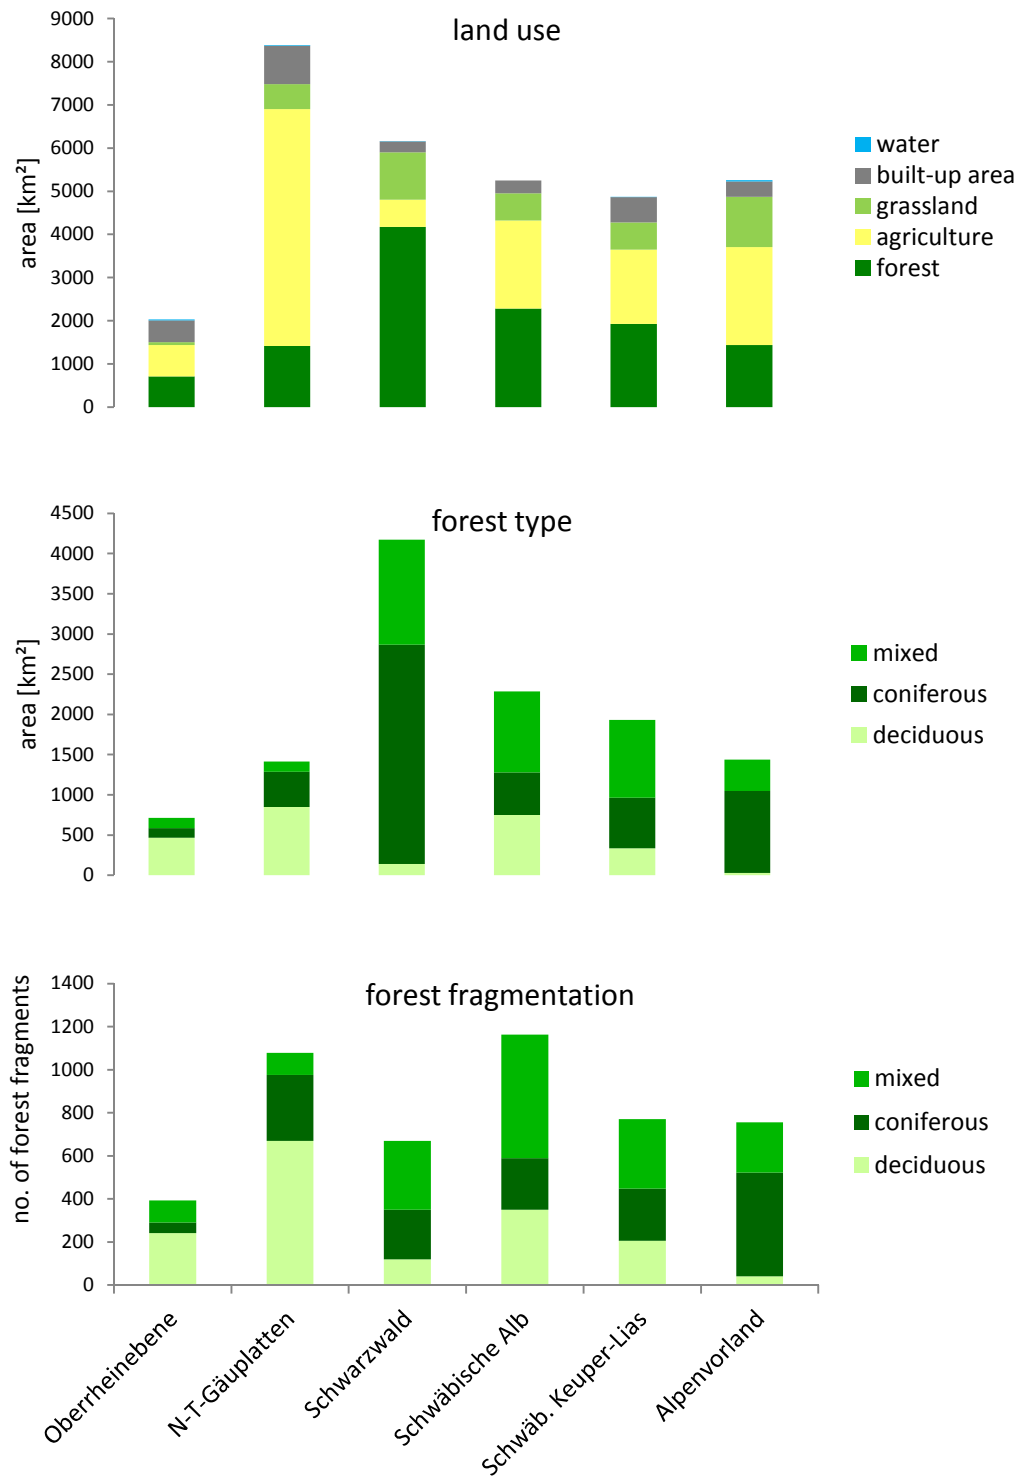 land use
area [km²]
9000
8000
7000
6000
5000
4000
3000
2000
1000
0
water
built-up area
grassland
agriculture
forest
forest type
area [km²]
4500
4000
3500
3000
2500
2000
1500
1000
500
0
mixed
coniferous
deciduous
forest fragmentation
no. of forest fragments
1400
1200
1000
800
600
400
200
0
mixed
coniferous
deciduous
Oberrheinebene
N-T-Gäuplatten
Schwarzwald
Schwäbische Alb
Schwäb. Keuper-Lias
Alpenvorland